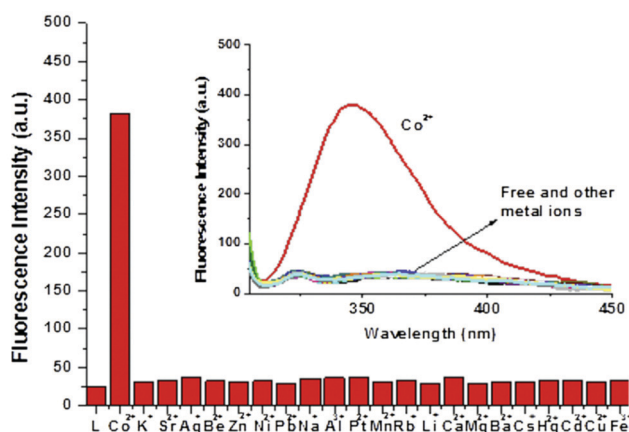 500
450
400
350
300
250
200
150
100
50
0
Fluorescence Intensity (a.u.)
500
400
300
200
100
0
Fluorescence Intensity (a.u.)
Co²⁺
Free and other
metal ions
350 400 450
Wavelength (nm)
L Co²⁺ K⁺ Sr²⁺ Ag⁺ Be²⁺ Zn²⁺ Ni²⁺ Pb²⁺ Na⁺ Al³⁺ Pt²⁺ Mn²⁺ Rb⁺ Li⁺ Ca²⁺ Mg²⁺ Ba²⁺ Cs⁺ Hg²⁺ Cd²⁺ Cu²⁺ Fe³⁺